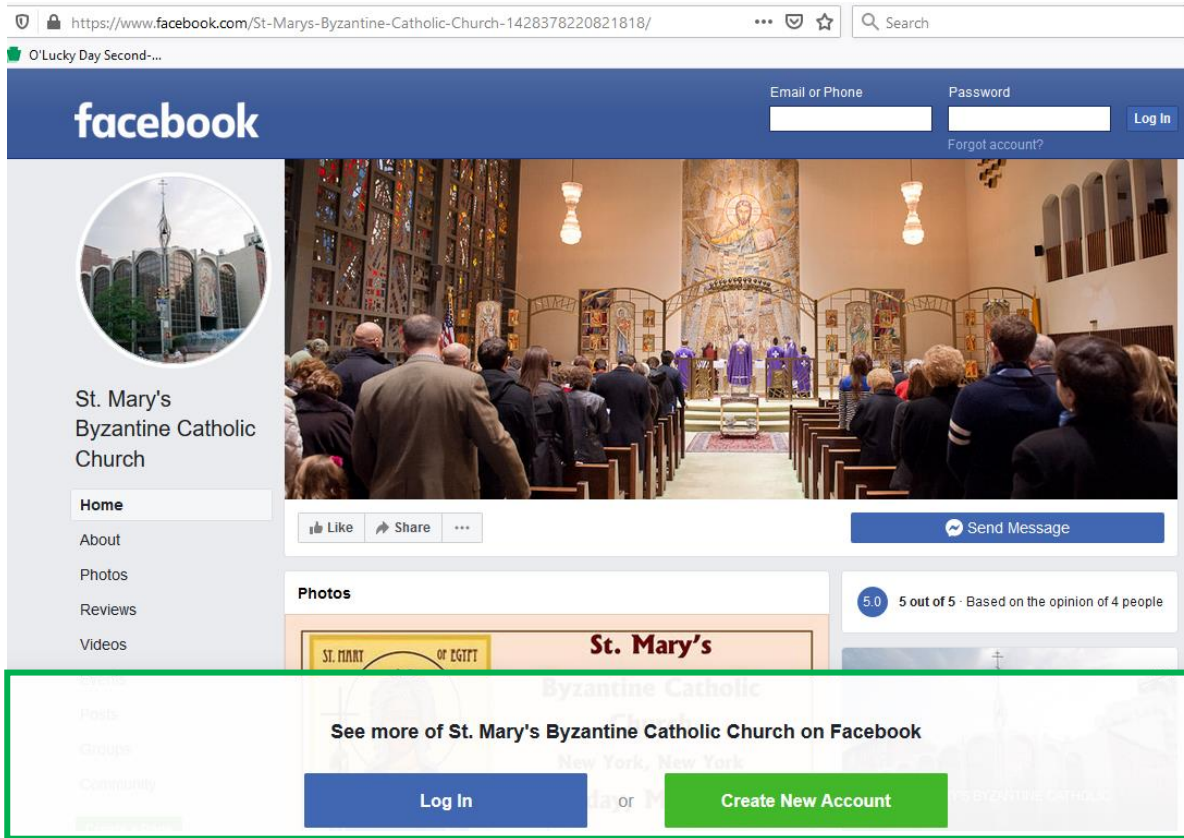 https://www.facebook.com/St-Marys-Byzantine-Catholic-Church-1428378220821818/
Search
O'Lucky Day Second-...
facebook
Email or Phone
Password
Log In
Forgot account?
St. Mary's
Byzantine Catholic
Church
Home
About
Photos
Reviews
Videos
Posts
Groups
Community
Like
Share
Send Message
Photos
5.0
5 out of 5 · Based on the opinion of 4 people
ST. MARY OF EGYPT
St. Mary's
Byzantine Catholic
Church
New York, New York
See more of St. Mary's Byzantine Catholic Church on Facebook
Log In
or
Create New Account